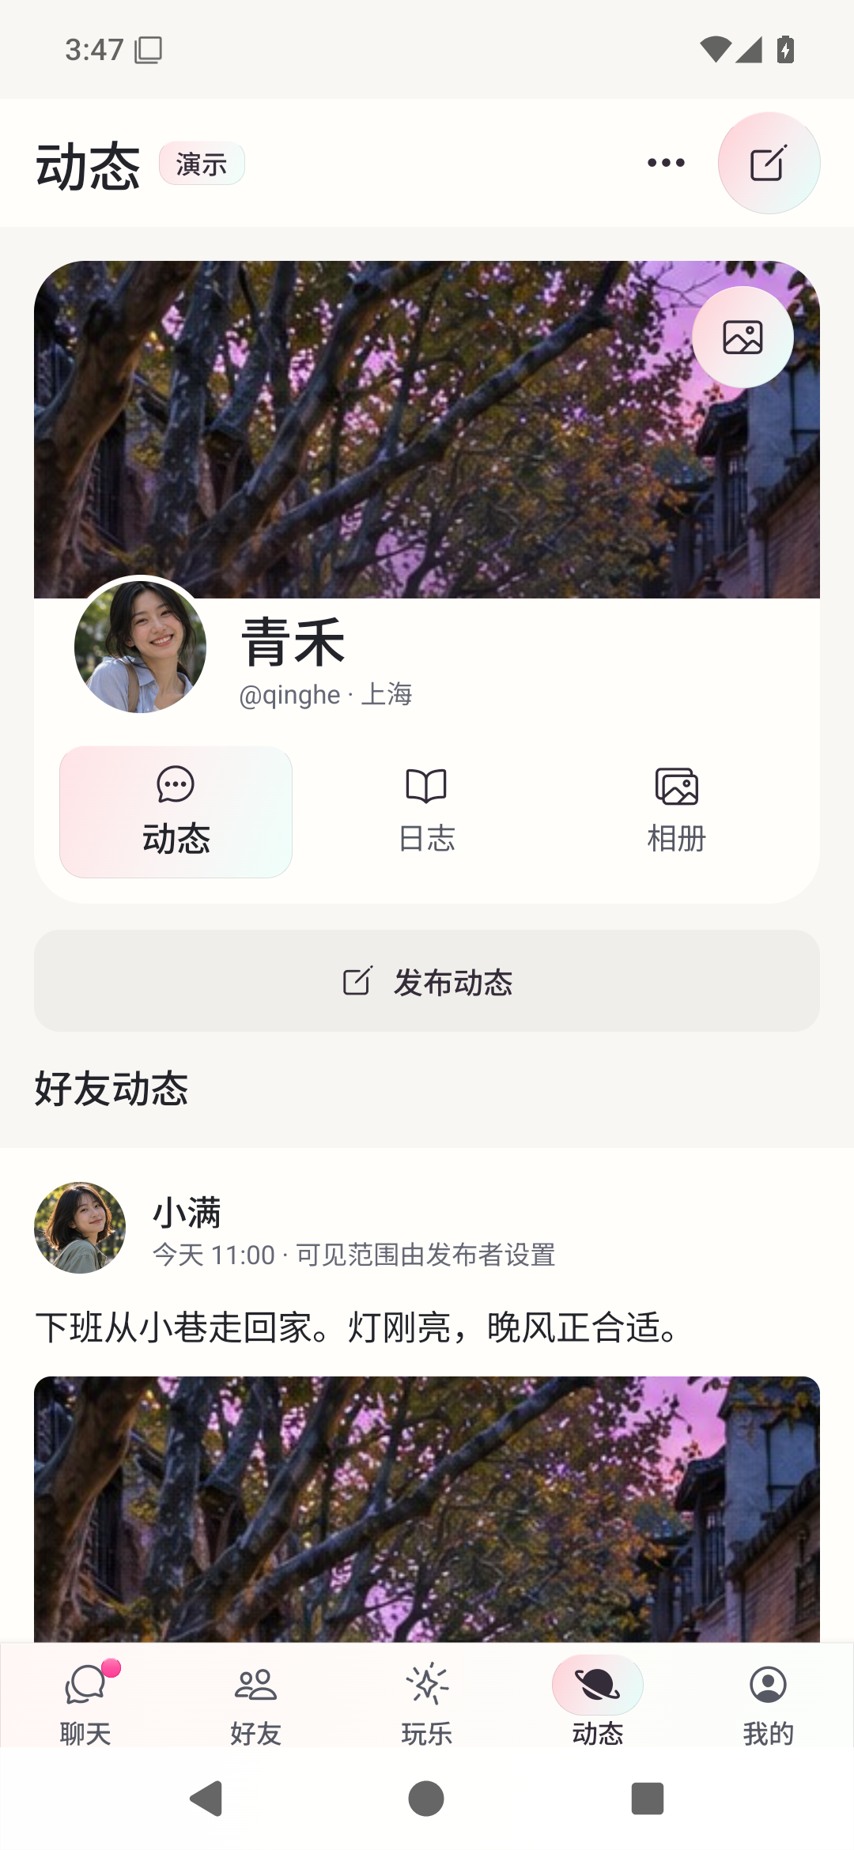 3:47
动态 演示
青禾
@qinghe · 上海
动态 日志 相册
发布动态
好友动态
小满
今天 11:00 · 可见范围由发布者设置
下班从小巷走回家。灯刚亮，晚风正合适。
聊天 好友 玩乐 动态 我的